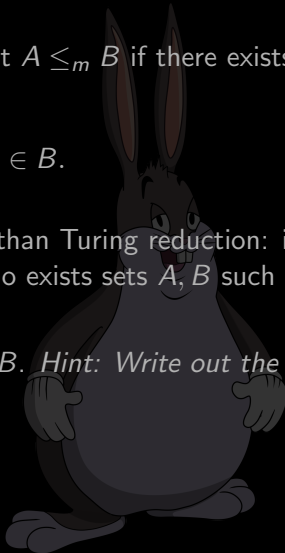 t A ≤ₘ B if there exists
∈ B.
than Turing reduction: i
o exists sets A, B such
B. Hint: Write out the